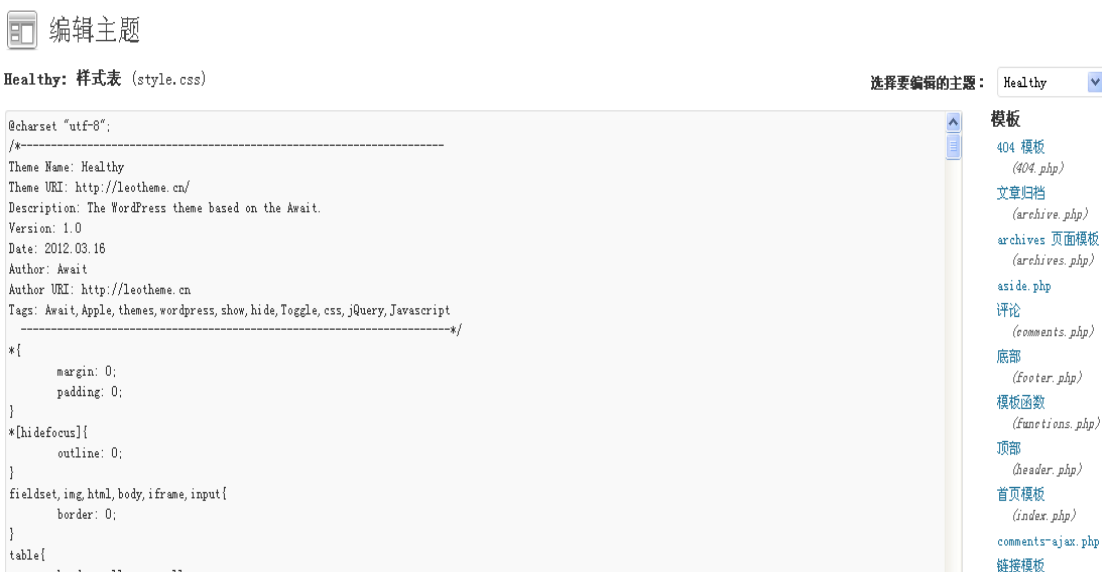 编辑主题
Healthy: 样式表 (style.css)
选择要编辑的主题： Healthy
@charset "utf-8";
/*-----------------------------------------------------------------------
Theme Name: Healthy
Theme URI: http://leotheme.cn/
Description: The WordPress theme based on the Await.
Version: 1.0
Date: 2012.03.16
Author: Await
Author URI: http://leotheme.cn
Tags: Await,Apple,themes,wordpress,show,hide,Toggle,css,jQuery,Javascript
-----------------------------------------------------------------------*/
*{
margin: 0;
padding: 0;
}
*[hidefocus]{
outline: 0;
}
fieldset,img,html,body,iframe,input{
border: 0;
}
table{
模板
404 模板
(404.php)
文章归档
(archive.php)
archives 页面模板
(archives.php)
aside.php
评论
(comments.php)
底部
(footer.php)
模板函数
(functions.php)
顶部
(header.php)
首页模板
(index.php)
comments-ajax.php
链接模板